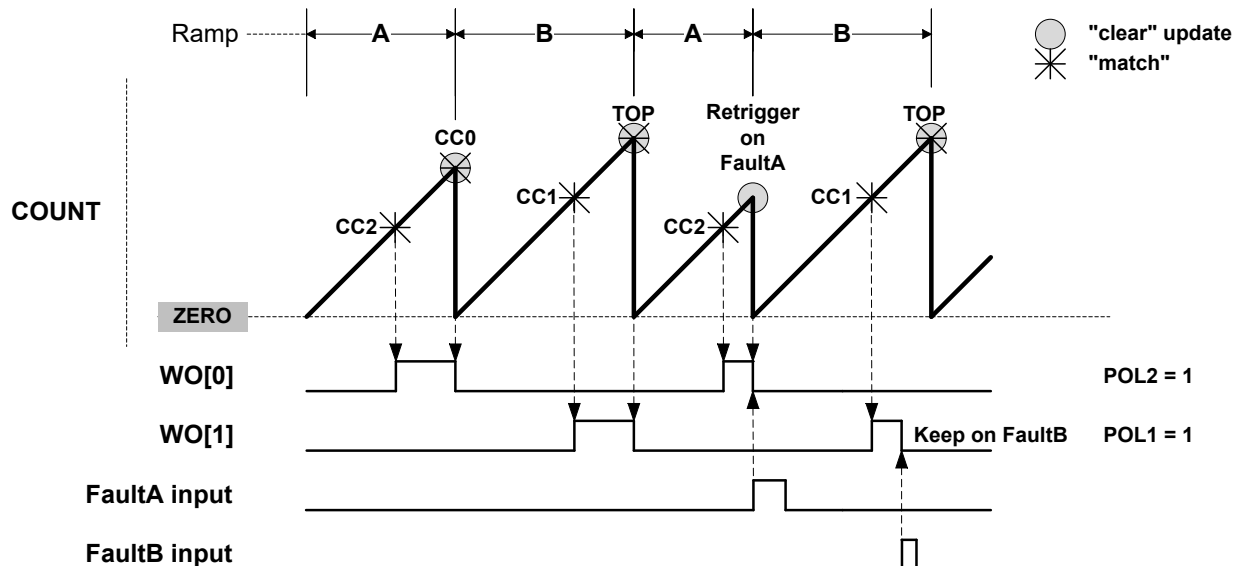 Ramp
A
B
A
B
"clear" update
"match"
COUNT
CC0
TOP
Retrigger
on
FaultA
TOP
CC2
CC1
CC2
CC1
ZERO
WO[0]
POL2 = 1
WO[1]
Keep on FaultB
POL1 = 1
FaultA input
FaultB input